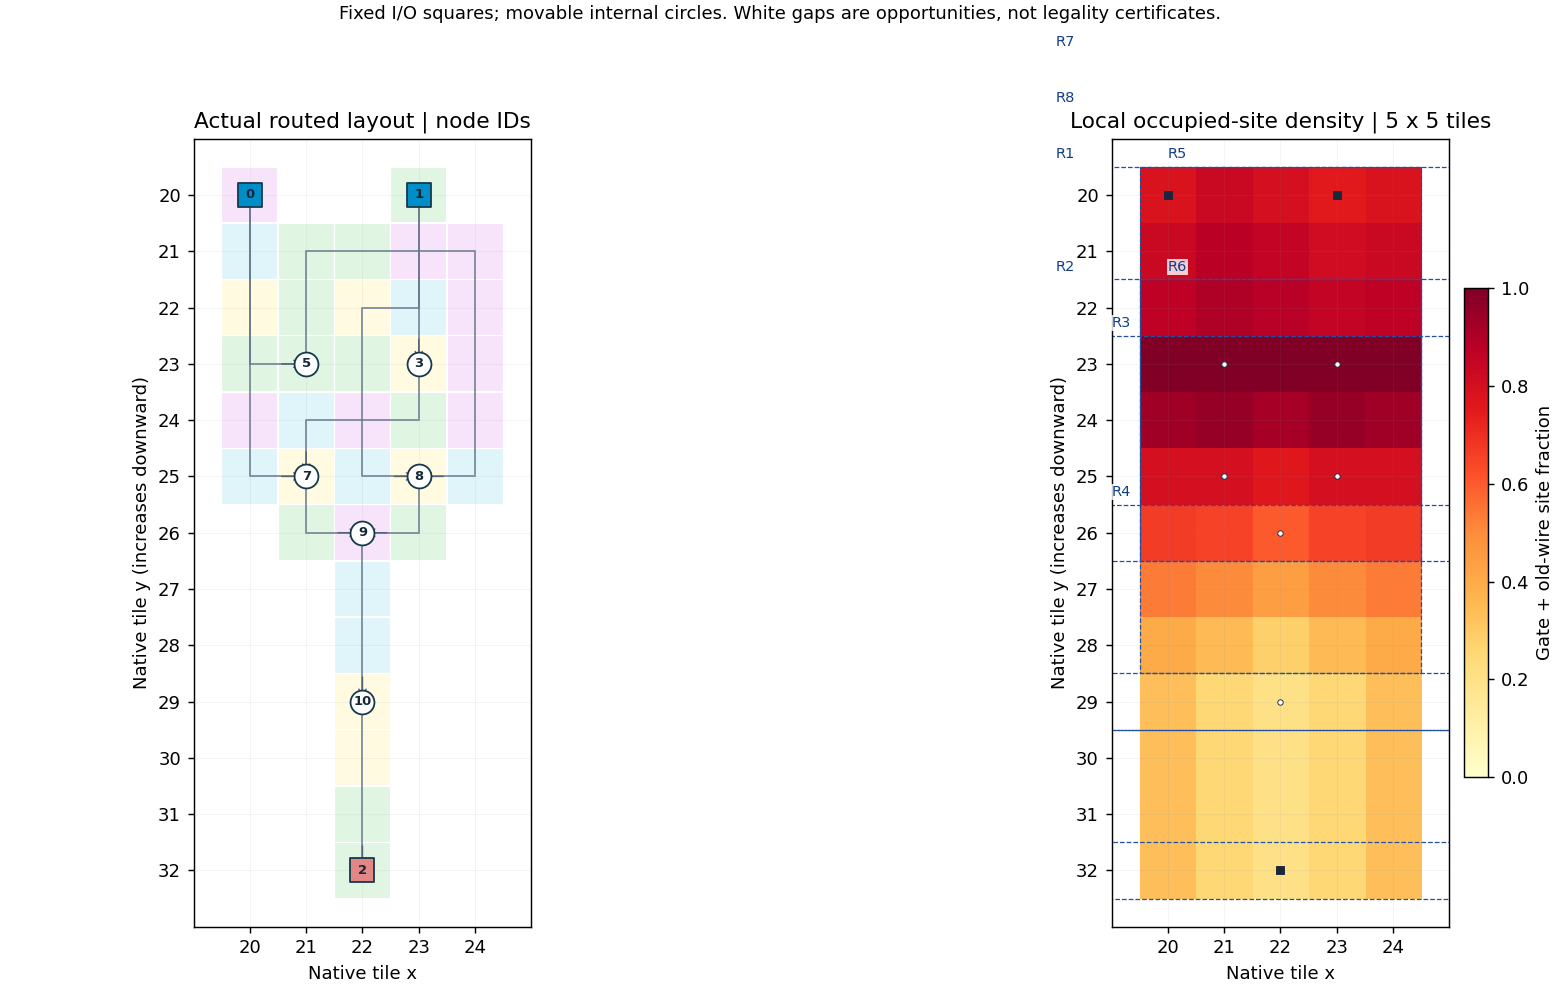 Fixed I/O squares; movable internal circles. White gaps are opportunities, not legality certificates.
Actual routed layout | node IDs
Native tile y (increases downward)
20
21
22
23
24
25
26
27
28
29
30
31
32
0
1
5
3
7
8
9
10
2
20 21 22 23 24
Native tile x
R7
R8
Local occupied-site density | 5 x 5 tiles
R1
R5
R2
R6
R3
R4
Native tile y (increases downward)
20
21
22
23
24
25
26
27
28
29
30
31
32
20 21 22 23 24
Native tile x
1.0
0.8
0.6
0.4
0.2
0.0
Gate + old-wire site fraction